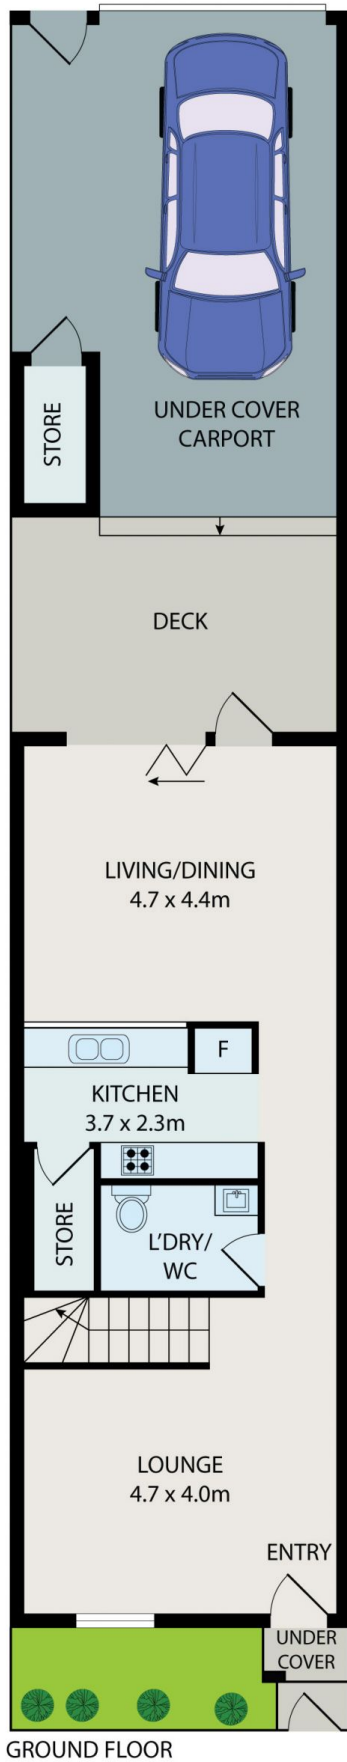 STORE
UNDER COVER
CARPORT
DECK
LIVING/DINING
4.7 x 4.4m
F
KITCHEN
3.7 x 2.3m
STORE
L'DRY/
WC
LOUNGE
4.7 x 4.0m
ENTRY
UNDER
COVER
GROUND FLOOR